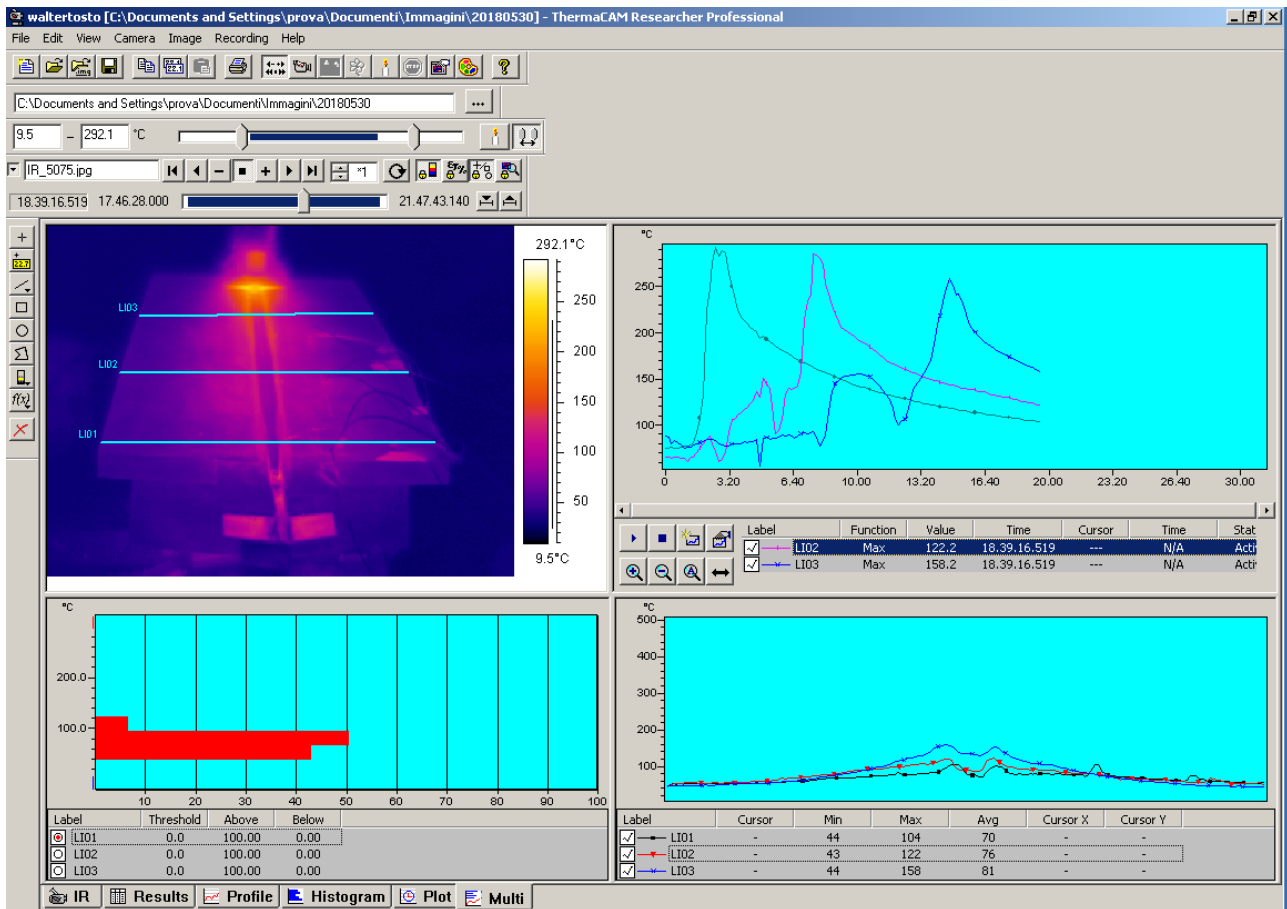 waltertosto [C:\Documents and Settings\prova\Documenti\Immagini\20180530] - ThermaCAM Researcher Professional
File Edit View Camera Image Recording Help
C:\Documents and Settings\prova\Documenti\Immagini\20180530 ...
9.5 – 292.1 °C
IR_5075.jpg ×1
18.39.16.519 17.46.28.000 21.47.43.140
292.1°C
250
200
150
100
50
9.5°C
LI03
LI02
LI01
°C
250
200
150
100
0 3.20 6.40 10.00 13.20 16.40 20.00 23.20 26.40 30.00
Label Function Value Time Cursor Time Stat
LI02 Max 122.2 18.39.16.519 --- N/A Acti
LI03 Max 158.2 18.39.16.519 --- N/A Acti
°C
200.0
100.0
10 20 30 40 50 60 70 80 90 100
Label Threshold Above Below
LI01 0.0 100.00 0.00
LI02 0.0 100.00 0.00
LI03 0.0 100.00 0.00
°C
500
400
300
200
100
Label Cursor Min Max Avg Cursor X Cursor Y
LI01 - 44 104 70 - -
LI02 - 43 122 76 - -
LI03 - 44 158 81 - -
IR Results Profile Histogram Plot Multi